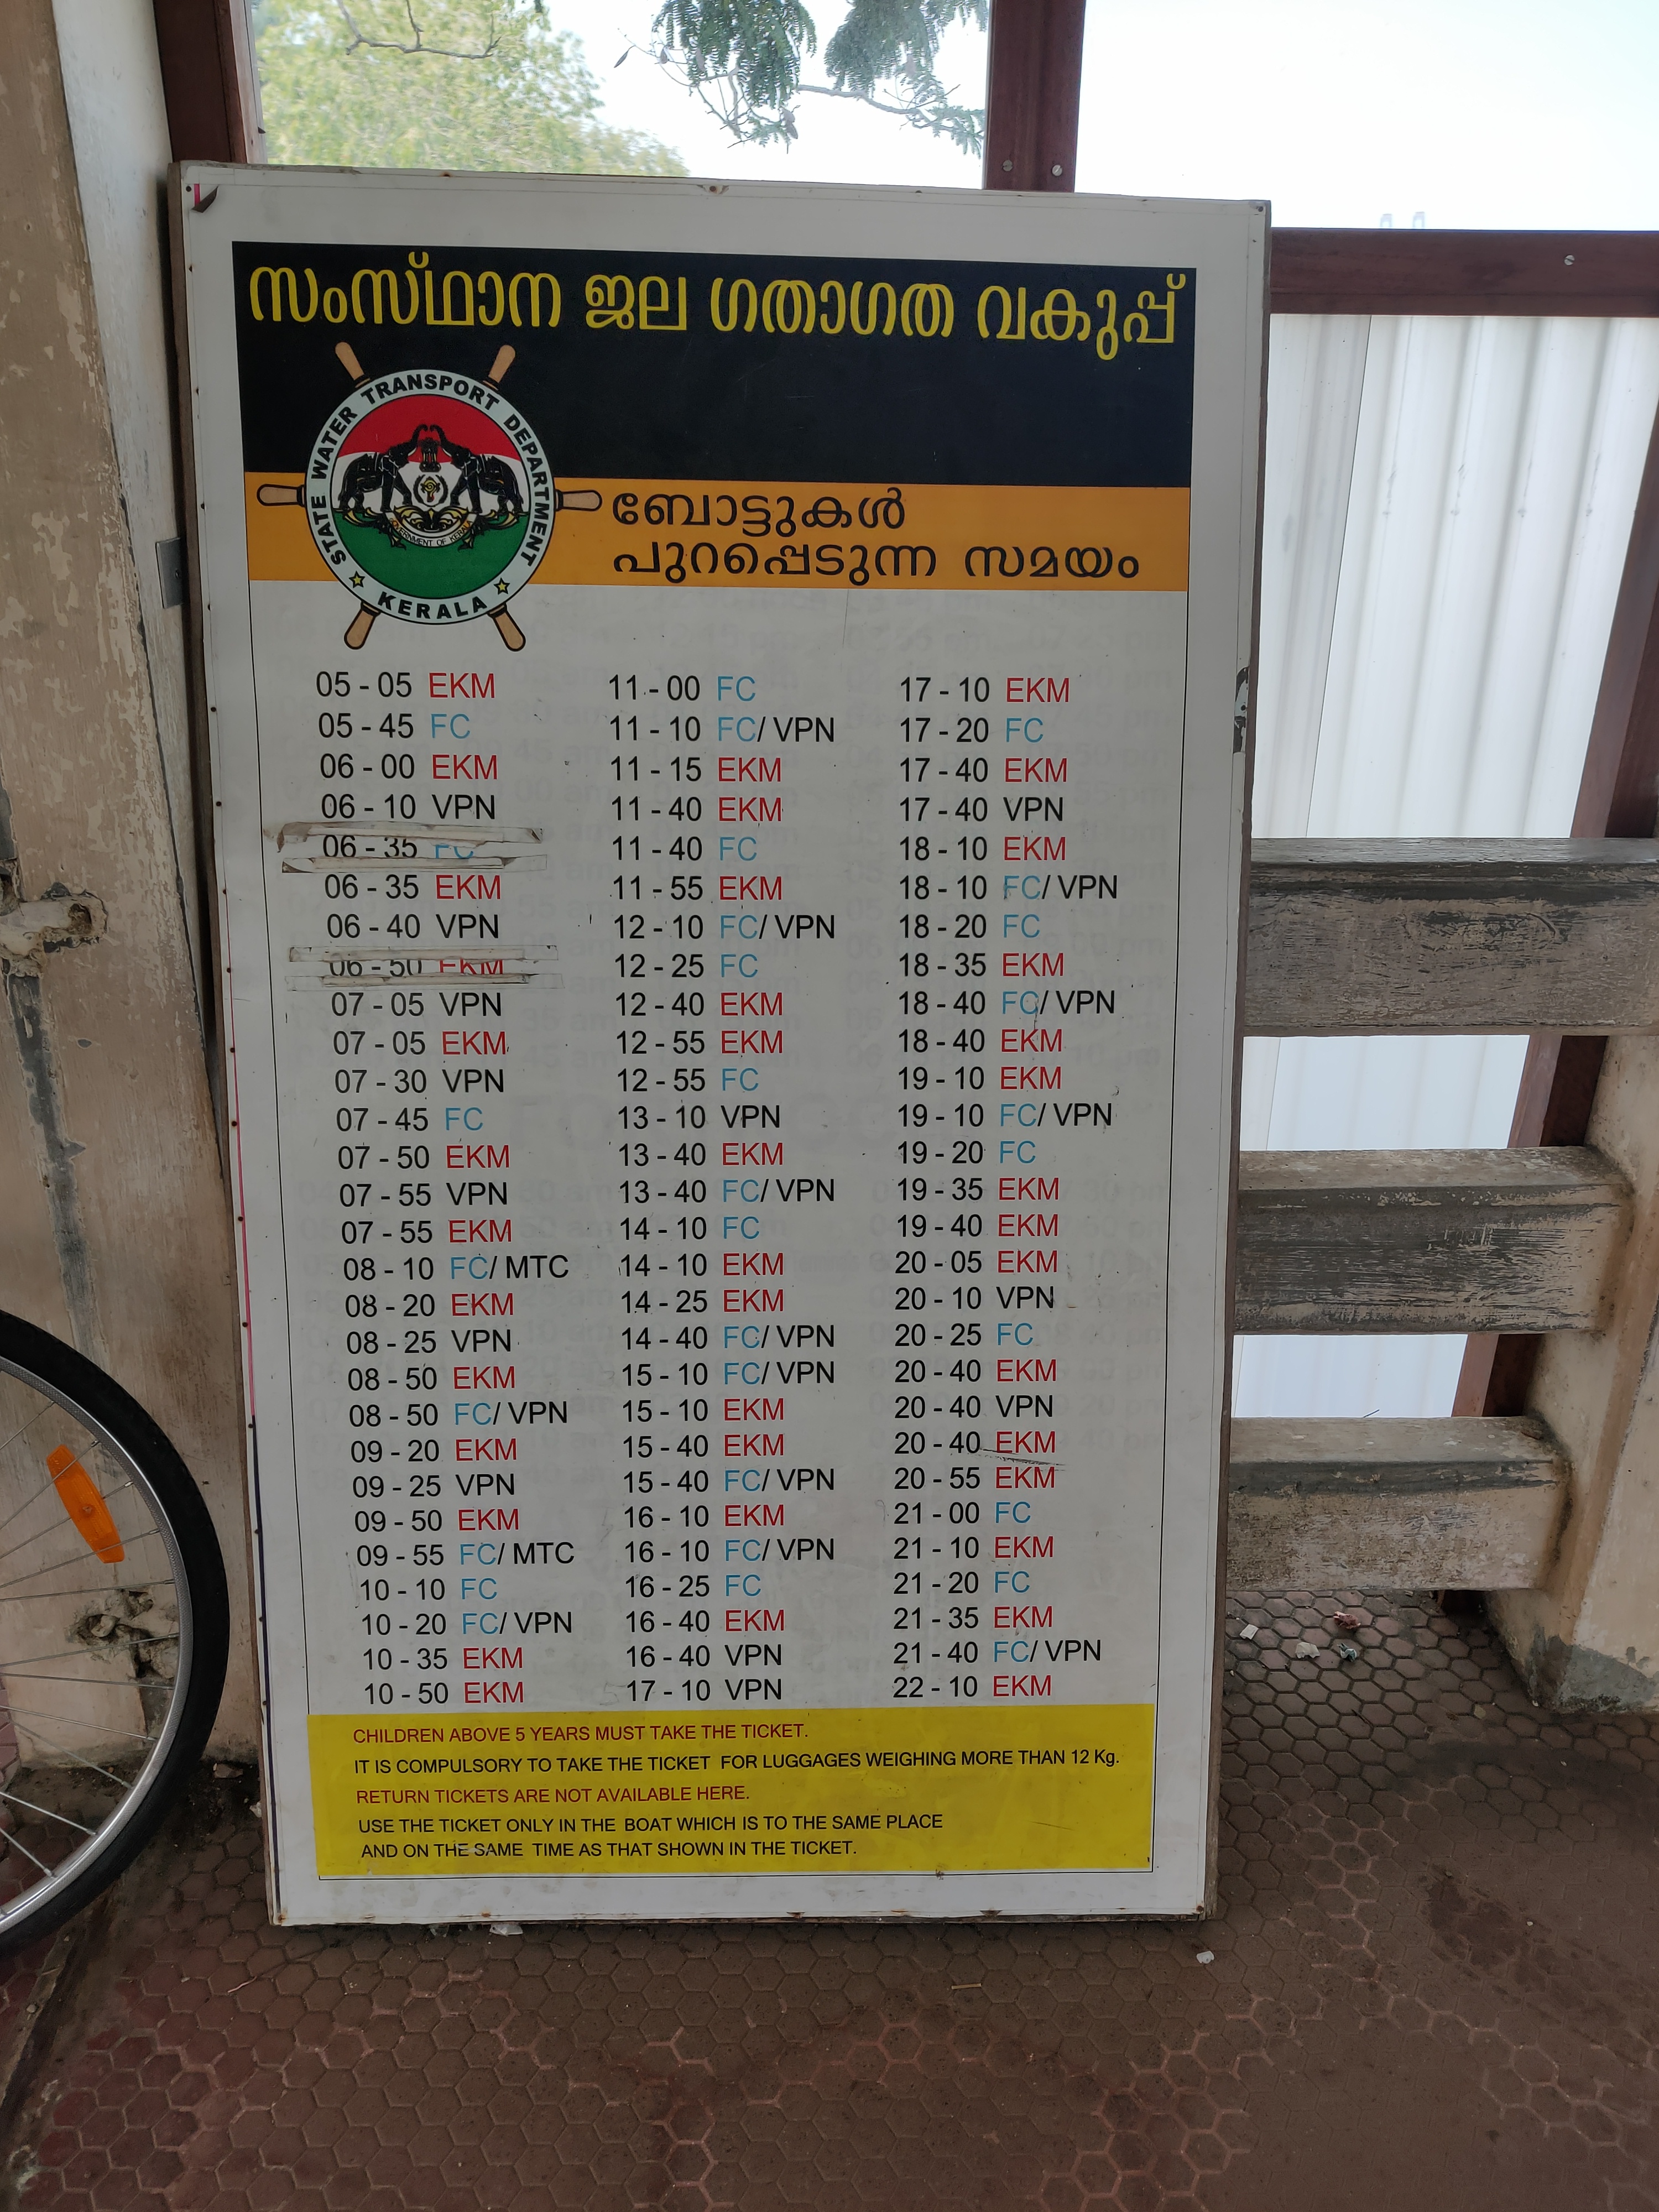 സംസ്ഥാന ജല ഗതാഗത വകുപ്പ്
STATE WATER TRANSPORT DEPARTMENT
KERALA
GOVERNMENT OF KERALA
ബോട്ടുകൾ
പുറപ്പെടുന്ന സമയം
05 - 05 EKM
05 - 45 FC
06 - 00 EKM
06 - 10 VPN
06 - 35 FC
06 - 35 EKM
06 - 40 VPN
06 - 50 EKM
07 - 05 VPN
07 - 05 EKM
07 - 30 VPN
07 - 45 FC
07 - 50 EKM
07 - 55 VPN
07 - 55 EKM
08 - 10 FC/ MTC
08 - 20 EKM
08 - 25 VPN
08 - 50 EKM
08 - 50 FC/ VPN
09 - 20 EKM
09 - 25 VPN
09 - 50 EKM
09 - 55 FC/ MTC
10 - 10 FC
10 - 20 FC/ VPN
10 - 35 EKM
10 - 50 EKM
11 - 00 FC
11 - 10 FC/ VPN
11 - 15 EKM
11 - 40 EKM
11 - 40 FC
11 - 55 EKM
12 - 10 FC/ VPN
12 - 25 FC
12 - 40 EKM
12 - 55 EKM
12 - 55 FC
13 - 10 VPN
13 - 40 EKM
13 - 40 FC/ VPN
14 - 10 FC
14 - 10 EKM
14 - 25 EKM
14 - 40 FC/ VPN
15 - 10 FC/ VPN
15 - 10 EKM
15 - 40 EKM
15 - 40 FC/ VPN
16 - 10 EKM
16 - 10 FC/ VPN
16 - 25 FC
16 - 40 EKM
16 - 40 VPN
17 - 10 VPN
17 - 10 EKM
17 - 20 FC
17 - 40 EKM
17 - 40 VPN
18 - 10 EKM
18 - 10 FC/ VPN
18 - 20 FC
18 - 35 EKM
18 - 40 FC/ VPN
18 - 40 EKM
19 - 10 EKM
19 - 10 FC/ VPN
19 - 20 FC
19 - 35 EKM
19 - 40 EKM
20 - 05 EKM
20 - 10 VPN
20 - 25 FC
20 - 40 EKM
20 - 40 VPN
20 - 40 EKM
20 - 55 EKM
21 - 00 FC
21 - 10 EKM
21 - 20 FC
21 - 35 EKM
21 - 40 FC/ VPN
22 - 10 EKM
CHILDREN ABOVE 5 YEARS MUST TAKE THE TICKET.
IT IS COMPULSORY TO TAKE THE TICKET FOR LUGGAGES WEIGHING MORE THAN 12 Kg.
RETURN TICKETS ARE NOT AVAILABLE HERE.
USE THE TICKET ONLY IN THE BOAT WHICH IS TO THE SAME PLACE
AND ON THE SAME TIME AS THAT SHOWN IN THE TICKET.